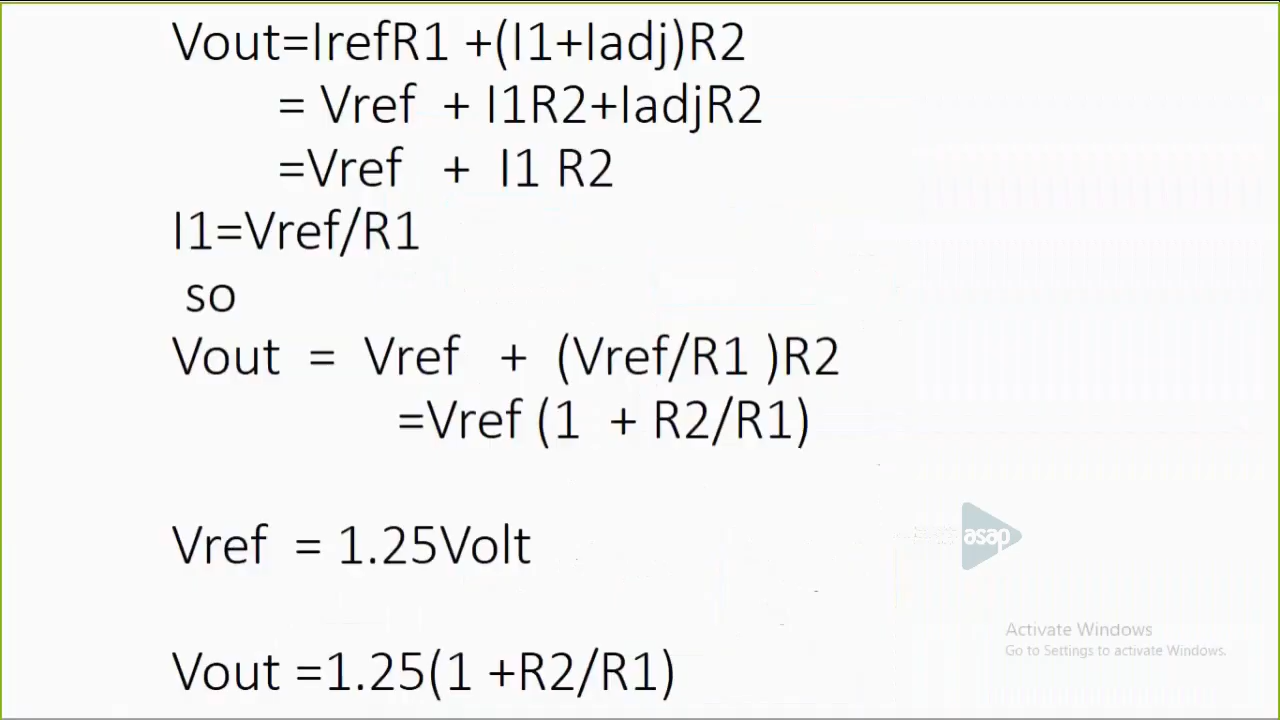 Vout=IrefR1 +(I1+Iadj)R2
= Vref + I1R2+IadjR2
=Vref + I1 R2
I1=Vref/R1
so
Vout = Vref + (Vref/R1 )R2
=Vref (1 + R2/R1)
Vref = 1.25Volt
asap
Activate Windows
Go to Settings to activate Windows.
Vout =1.25(1 +R2/R1)